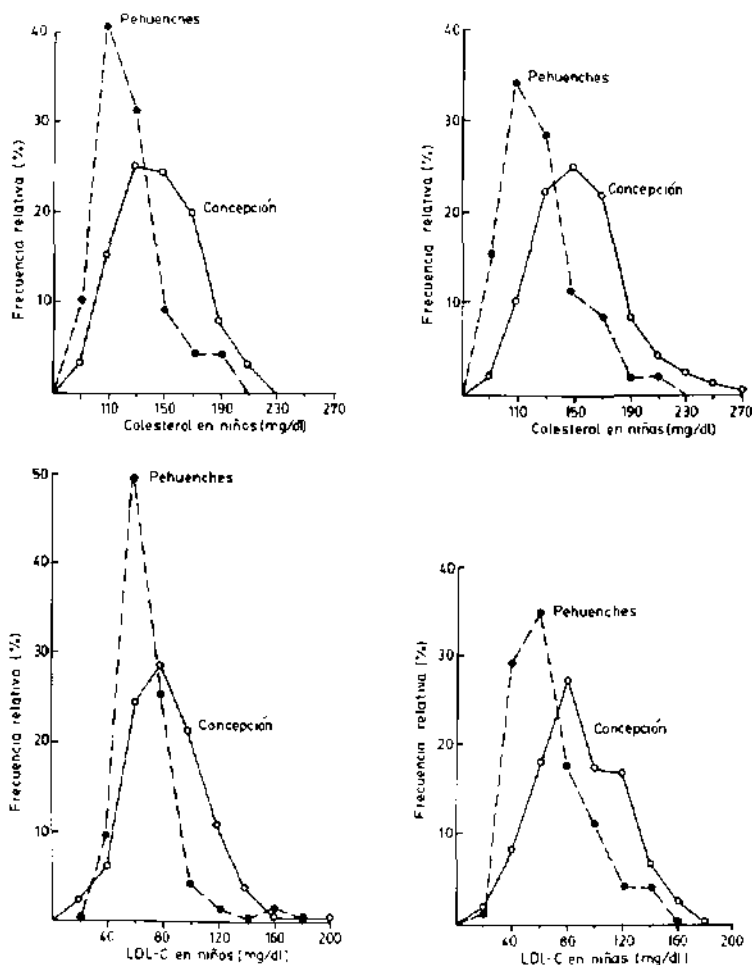 40
30
20
10
Frecuencia relativa (%)
Pehuenches
Concepción
110 150 190 230 270
Colesterol en niños (mg/dl)
40
30
20
10
Frecuencia relativa (%)
Pehuenches
Concepción
110 150 190 230 270
Colesterol en niñas (mg/dl)
50
40
30
20
10
Frecuencia relativa (%)
Pehuenches
Concepción
40 80 120 160 200
LDL-C en niños (mg/dl)
40
30
20
10
Frecuencia relativa (%)
Pehuenches
Concepción
40 80 120 160 200
LDL-C en niñas (mg/dl)